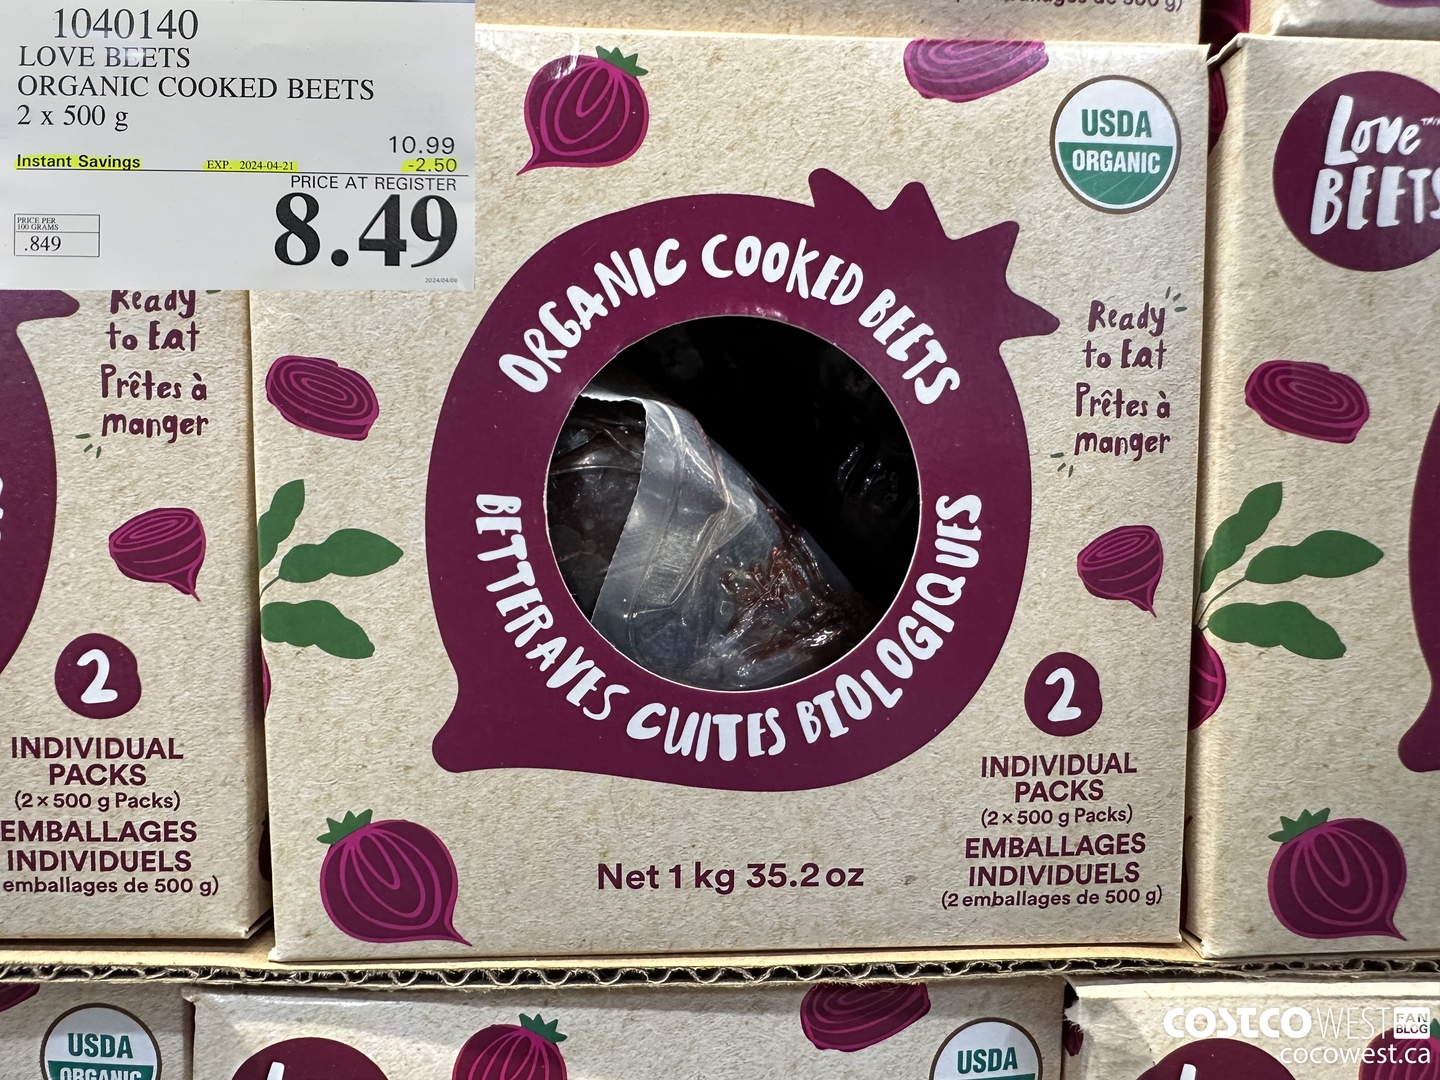 1040140
LOVE BEETS
ORGANIC COOKED BEETS
2 x 500 g
10.99
Instant Savings EXP. 2024-04-21 -2.50
PRICE AT REGISTER
8.49
PRICE PER
100 GRAMS
.849
2024/04/08
USDA
ORGANIC
Love™
BEETS
ORGANIC COOKED BEETS
BETTERAVES CUITES BIOLOGIQUES
Ready
to Eat
Prêtes à
manger
Ready
to Eat
Prêtes à
manger
2
INDIVIDUAL
PACKS
(2 x 500 g Packs)
EMBALLAGES
INDIVIDUELS
emballages de 500 g)
Net 1 kg 35.2 oz
2
INDIVIDUAL
PACKS
(2 x 500 g Packs)
EMBALLAGES
INDIVIDUELS
(2 emballages de 500 g)
USDA
ORGANIC
USDA
COSTCO WEST FAN BLOG
cocowest.ca